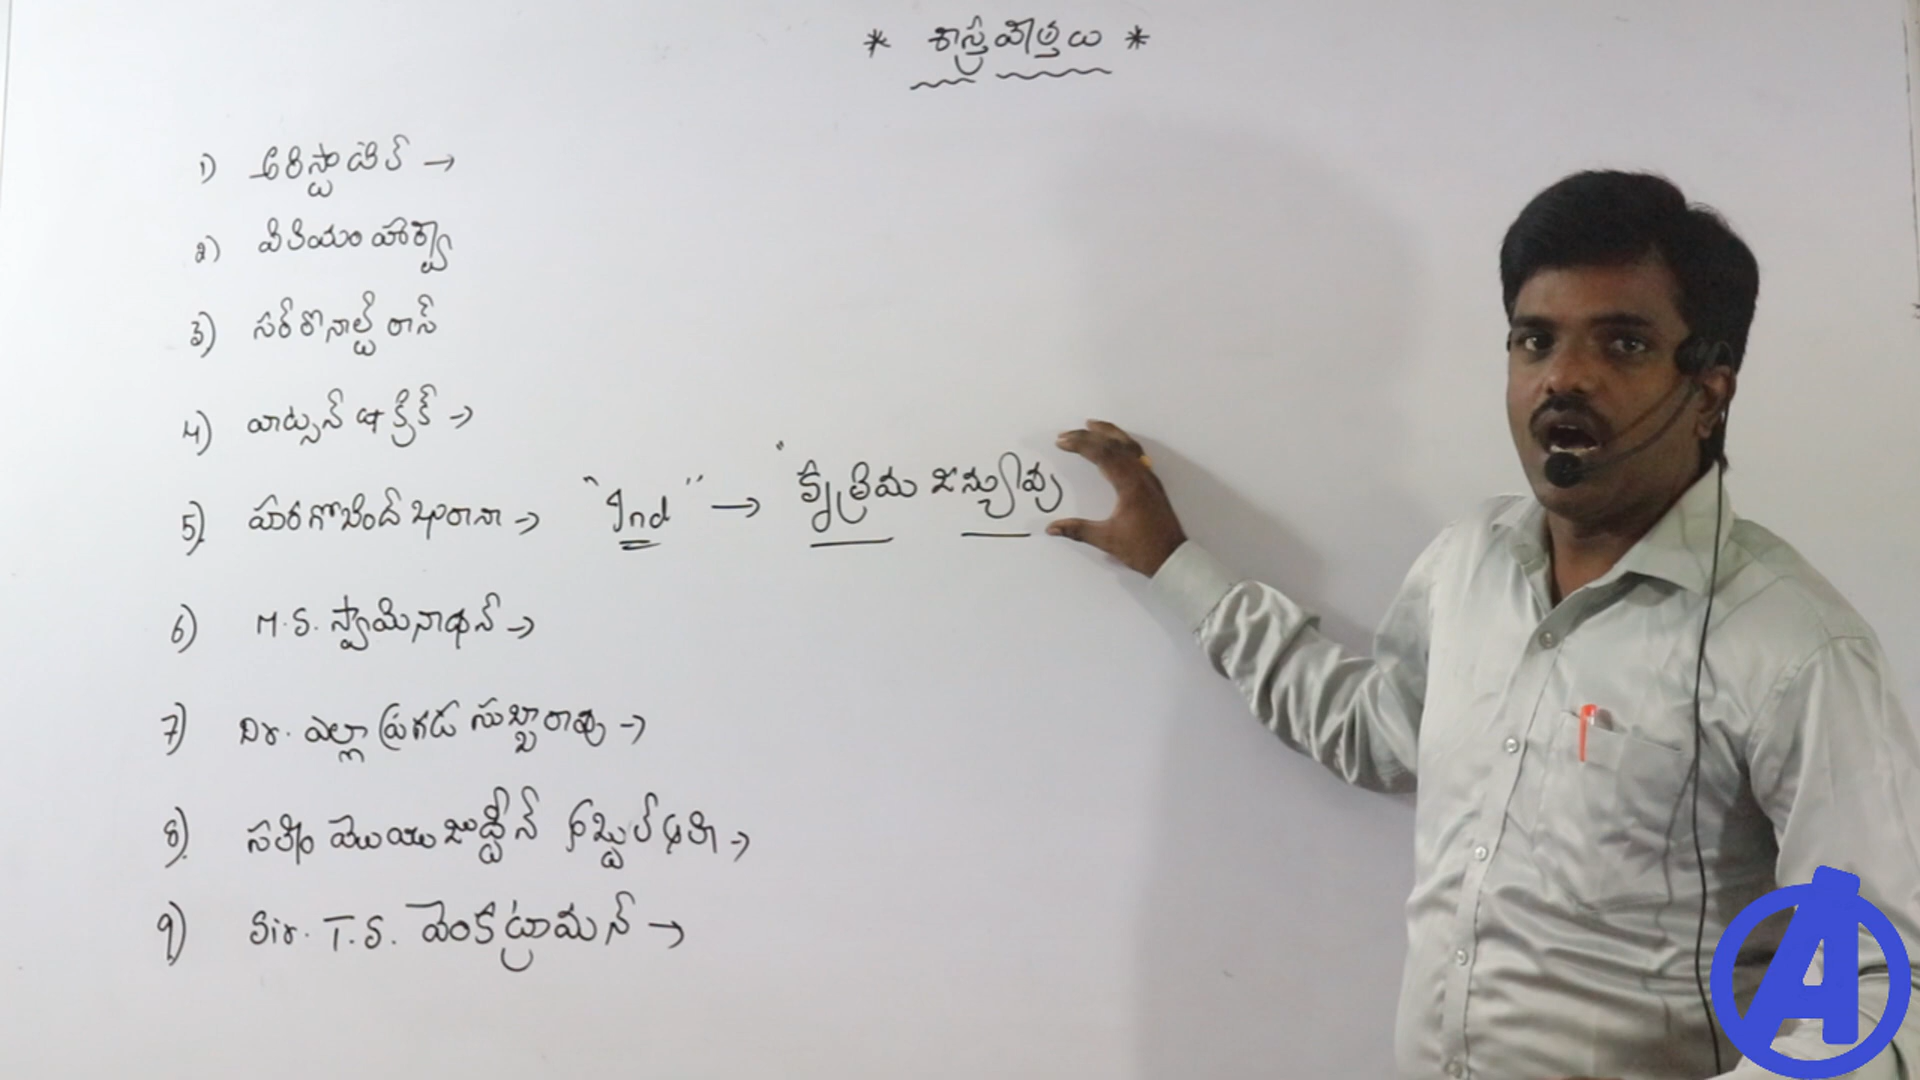 * శాస్త్రవేత్తలు *
1) అరిస్టాటిల్ →
2) విలియం హార్వే
3) సర్ రొనాల్డ్ రాస్
4) వాట్సన్ & క్రిక్ →
5) హరగోబింద్ ఖురానా → "Ind" → "కృత్రిమ జన్యువు
6) M.S. స్వామినాథన్ →
7) Dr. ఎల్లాప్రగడ సుబ్బారావు →
8) సలీం మొయిజుద్దీన్ అబ్దుల్ అలీ →
9) Sir. T.S. వెంకట్రామన్ →